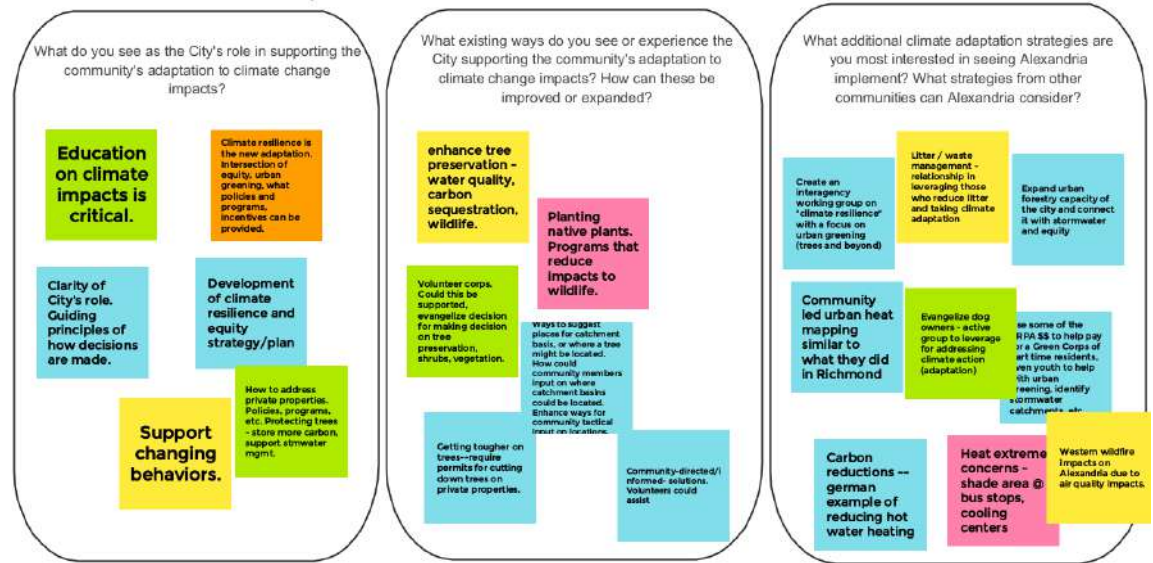 What do you see as the City's role in supporting the
community's adaptation to climate change
impacts?
Education
on climate
impacts is
critical.
Climate resilience is
the new adaptation.
Intersection of
equity, urban
greening, what
policies and
programs,
incentives can be
provided.
Clarity of
City's role.
Guiding
principles of
how decisions
are made.
Development
of climate
resilience and
equity
strategy/plan
Support
changing
behaviors.
How to address
private properties.
Policies, programs,
etc. Protecting trees
- store more carbon,
support stmwater
mgmt.
What existing ways do you see or experience the
City supporting the community's adaptation to
climate change impacts? How can these be
improved or expanded?
enhance tree
preservation -
water quality,
carbon
sequestration,
wildlife.
Planting
native plants.
Programs that
reduce
impacts to
wildlife.
Volunteer corps.
Could this be
supported,
evangelize decision
for making decision
on tree
preservation,
shrubs, vegetation.
Ways to suggest
places for catchment
basis, or where a tree
might be located.
How could
community members
input on where
catchment basins
could be located.
Enhance ways for
community tactical
input on locations
Getting tougher on
trees--require
permits for cutting
down trees on
private properties.
Community-directed/i
nformed- solutions.
Volunteers could
assist
What additional climate adaptation strategies are
you most interested in seeing Alexandria
implement? What strategies from other
communities can Alexandria consider?
Create an
interagency
working group on
"climate resilience"
with a focus on
urban greening
(trees and beyond)
Litter / waste
management -
relationship in
leveraging those
who reduce litter
and taking climate
adaptation
Expand urban
forestry capacity of
the city and connect
it with stormwater
and equity
Community
led urban heat
mapping
similar to
what they did
in Richmond
Evangelize dog
owners - active
group to leverage
for addressing
climate action
(adaptation)
some of the
$$ to help pay
a Green Corps of
time residents,
youth to help
with urban
greening, identify
stormwater
catchments, etc
Carbon
reductions --
german
example of
reducing hot
water heating
Heat extreme
concerns -
shade area @
bus stops,
cooling
centers
Western wildfire
impacts on
Alexandria due to
air quality impacts.